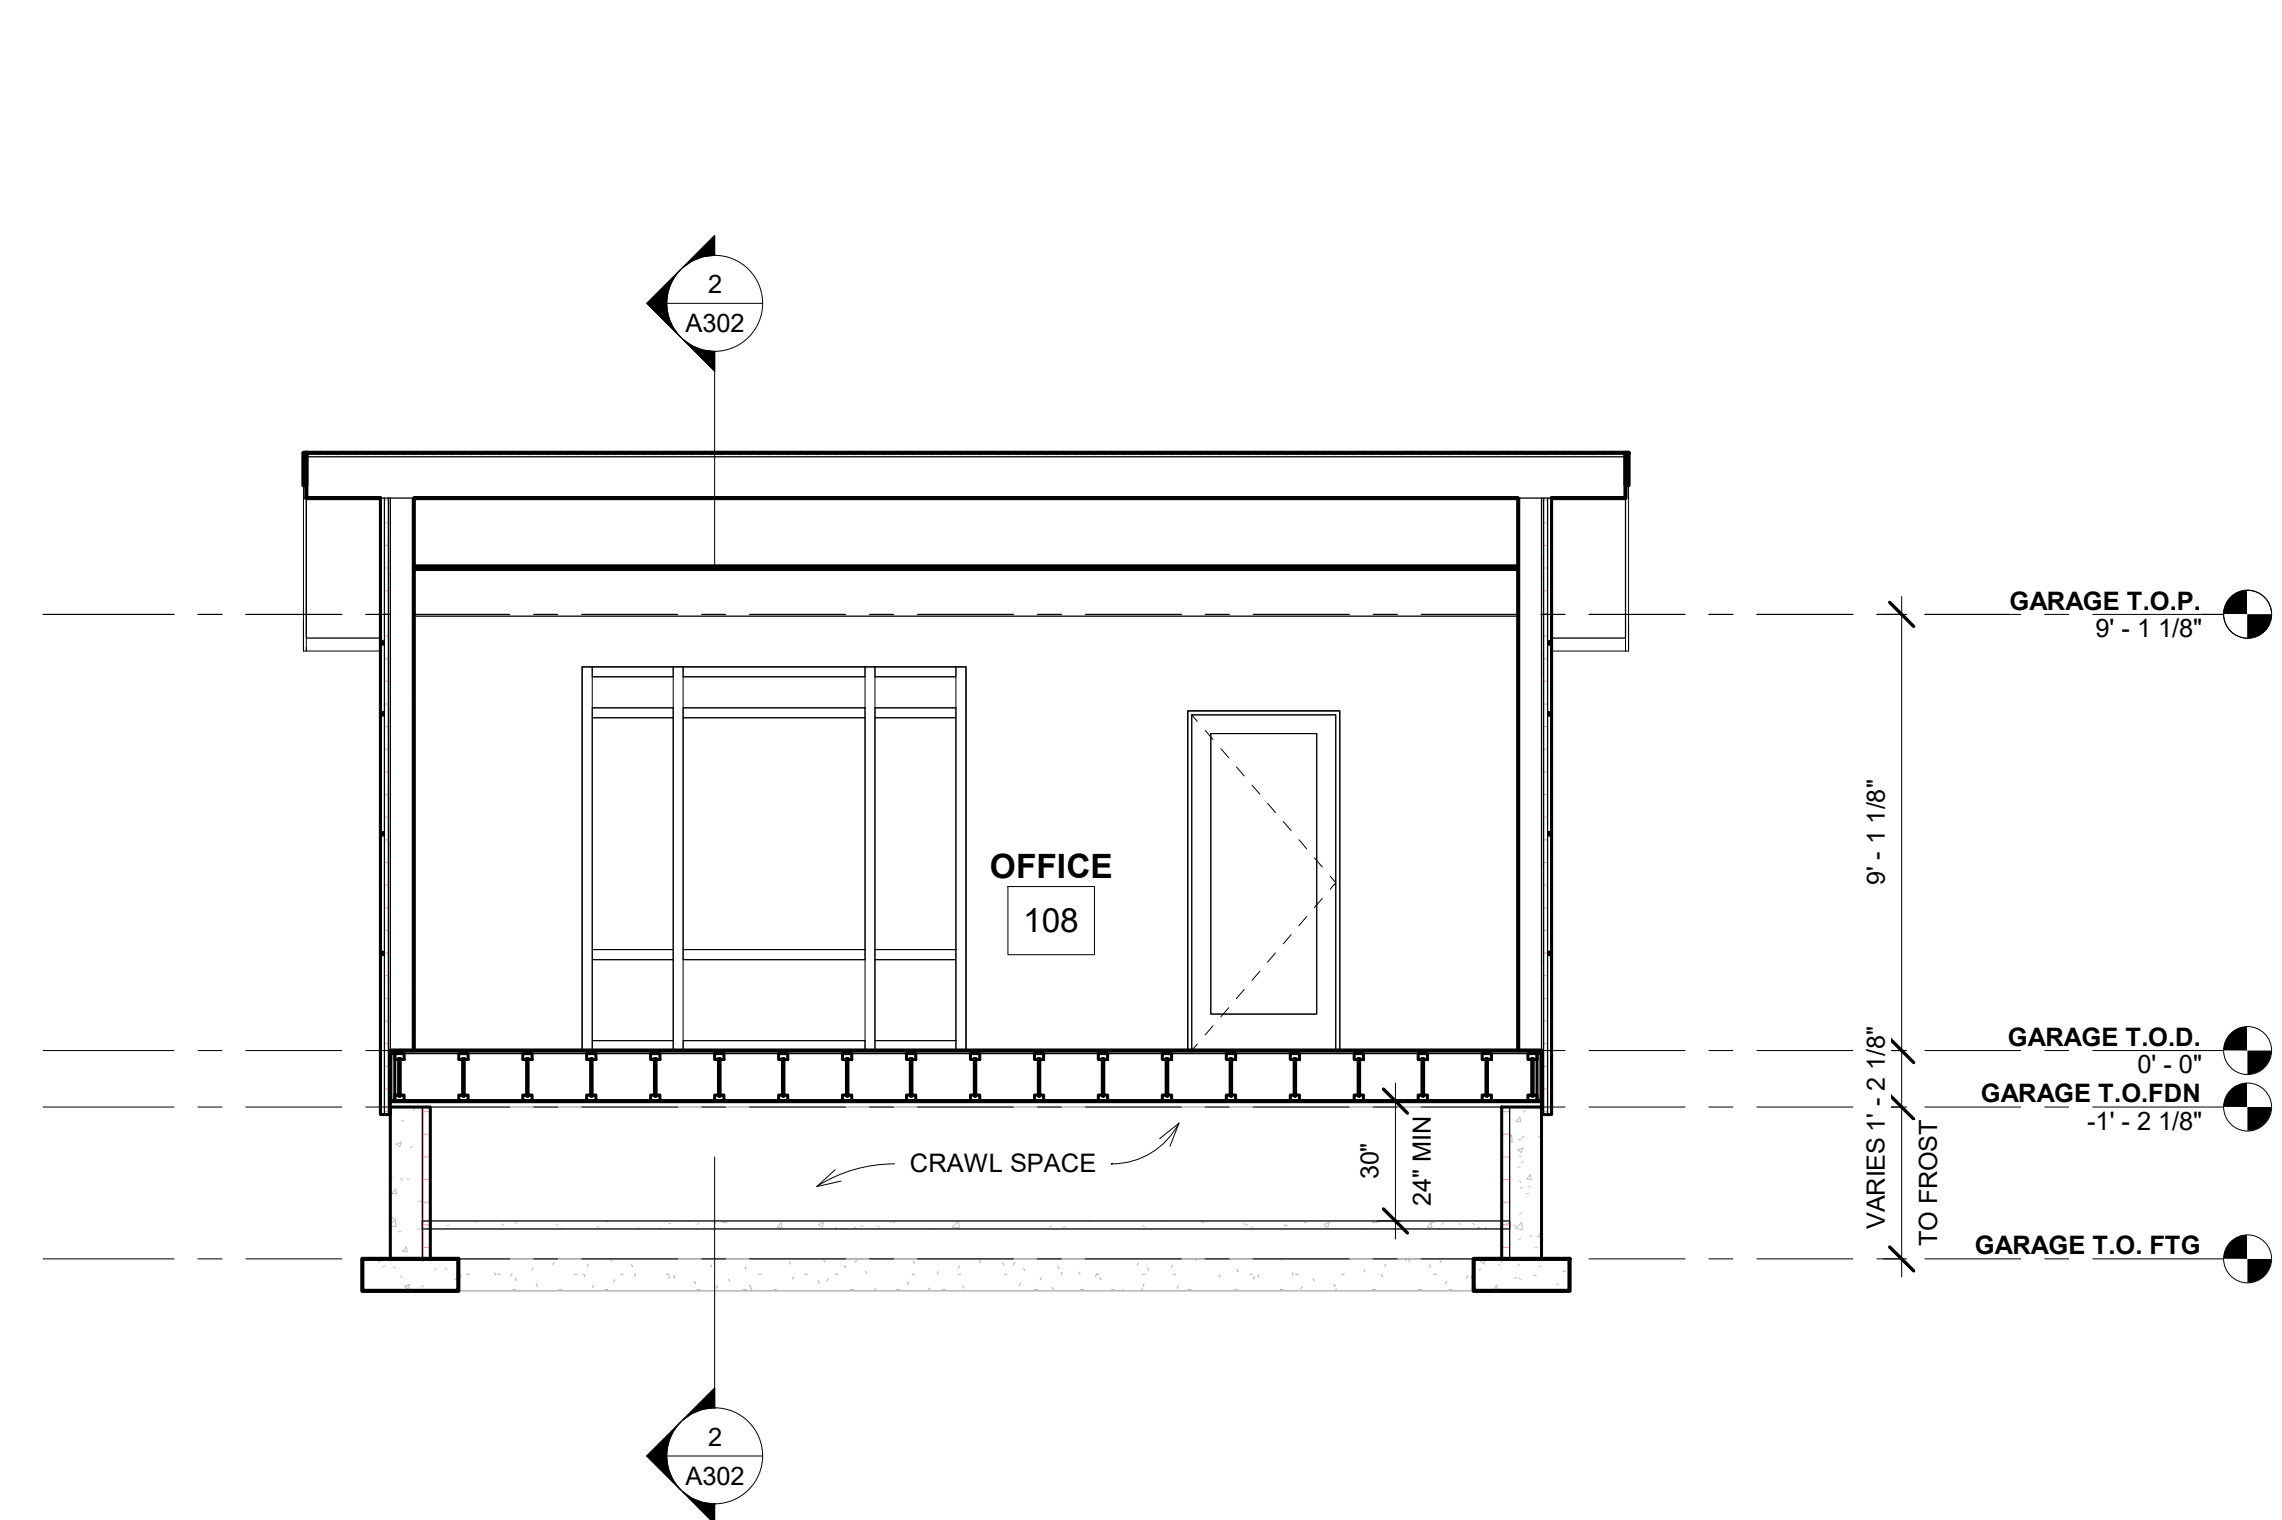 2
A302
GARAGE T.O.P.
9' - 1 1/8"
9' - 1 1/8"
OFFICE
108
GARAGE T.O.D.
0' - 0"
1' - 2 1/8"
GARAGE T.O.FDN
-1' - 2 1/8"
CRAWL SPACE
30"
24" MIN
VARIES
TO FROST
GARAGE T.O. FTG
2
A302